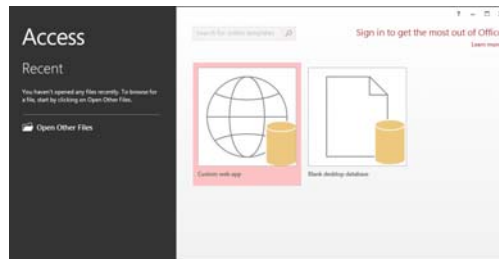 Access
Recent
You haven't opened any files recently. To browse for
a file, start by clicking on Open Other Files.
Open Other Files
Search for online templates
Sign in to get the most out of Office
Learn more
Custom web app
Blank desktop database